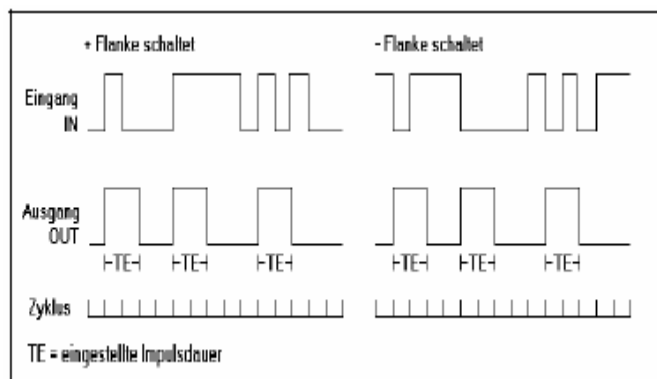 + Flanke schaltet
- Flanke schaltet
Eingang
IN
Ausgang
OUT
TE TE TE TE TE TE
Zyklus
TE = eingestellte Impulsdauer